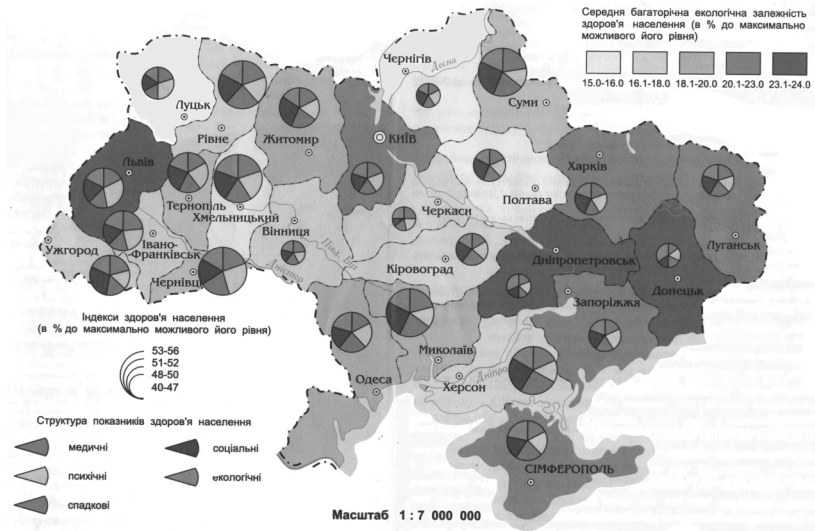 Середня багаторічна екологічна залежність
здоров'я населення (в % до максимально
можливого його рівня)
15.0-16.0 16.1-18.0 18.1-20.0 20.1-23.0 23.1-24.0
Чернігів
Десна
Луцьк
Суми
Рівне
Житомир
КИЇВ
Львів
Харків
Тернопіль
Хмельницький
Черкаси
Полтава
Вінниця
Ужгород
Івано-
Франківськ
Півд. Буг
Луганськ
Дністер
Кіровоград
Дніпропетровськ
Чернівці
Донецьк
Запоріжжя
Індекси здоров'я населення
(в % до максимально можливого його рівня)
53-56
51-52
48-50
40-47
Миколаїв
Одеса
Херсон
Дніпро
Структура показників здоров'я населення
медичні
соціальні
психічні
екологічні
спадкові
СІМФЕРОПОЛЬ
Масштаб 1 : 7 000 000